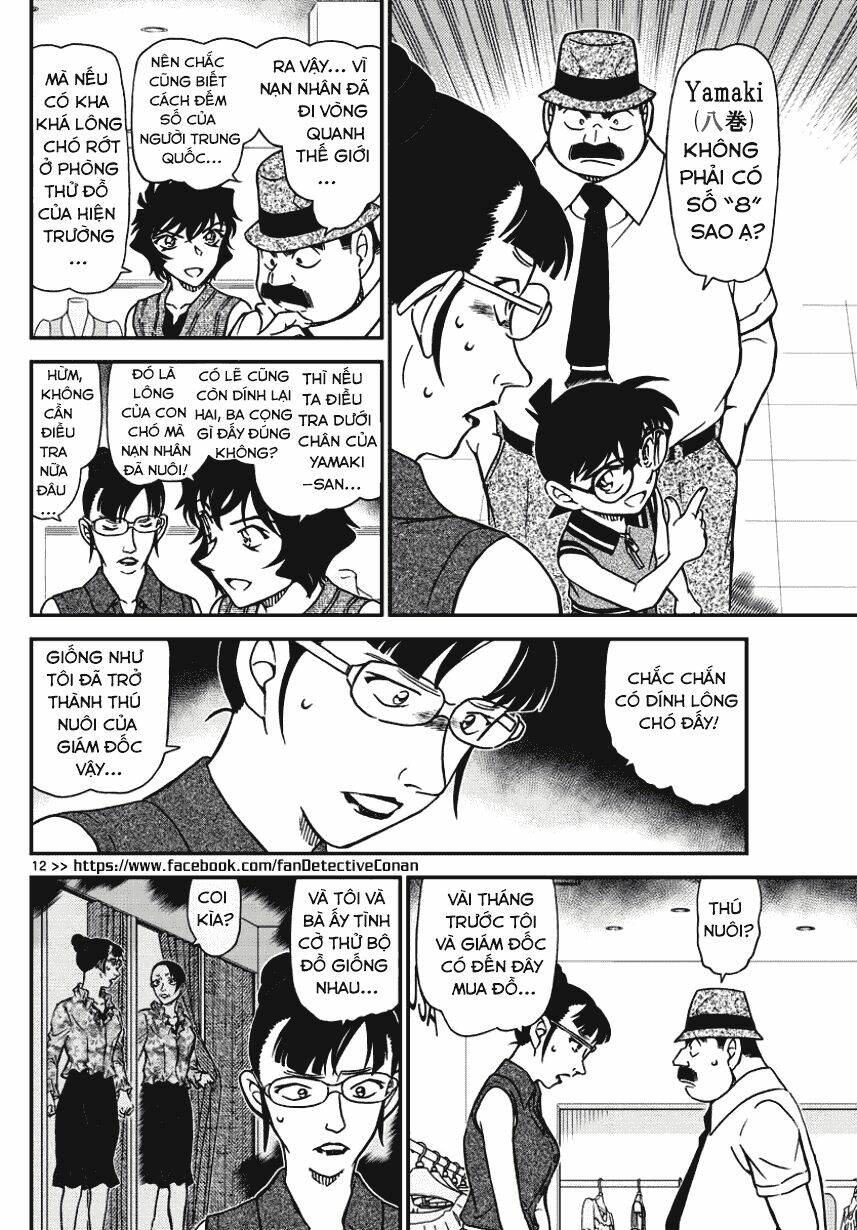 Yamaki
(八巻)
KHÔNG
PHẢI CÓ
SỐ “8”
SAO Ạ?
RA VẬY... VÌ
NẠN NHÂN ĐÃ
ĐI VÒNG
QUANH
THẾ GIỚI
...
NÊN CHẮC
CŨNG BIẾT
CÁCH ĐẾM
SỐ CỦA
NGƯỜI TRUNG
QUỐC...
MÀ NẾU
CÓ KHA
KHÁ LÔNG
CHÓ RỚT
Ở PHÒNG
THỬ ĐỒ
CỦA HIỆN
TRƯỜNG
...
THÌ NẾU
TA ĐIỀU
TRA DƯỚI
CHÂN CỦA
YAMAKI
-SAN...
CÓ LẼ CŨNG
CÒN DÍNH LẠI
HAI, BA CỌNG
GÌ ĐẤY ĐÚNG
KHÔNG?
ĐÓ LÀ
LÔNG
CỦA CON
CHÓ MÀ
NẠN NHÂN
ĐÃ NUÔI!
HỪM,
KHÔNG
CẦN
ĐIỀU
TRA
NỮA
ĐÂU
...
CHẮC CHẮN
CÓ DÍNH LÔNG
CHÓ ĐẤY!
GIỐNG NHƯ
TÔI ĐÃ TRỞ
THÀNH THÚ
NUÔI CỦA
GIÁM ĐỐC
VẬY...
12 >> https://www.facebook.com/fanDetectiveConan
THÚ
NUÔI?
VÀI THÁNG
TRƯỚC TÔI
VÀ GIÁM ĐỐC
CÓ ĐẾN ĐÂY
MUA ĐỒ...
VÀ TÔI VÀ
BÀ ẤY TÌNH
CỜ THỬ BỘ
ĐỒ GIỐNG
NHAU...
COI
KÌA?